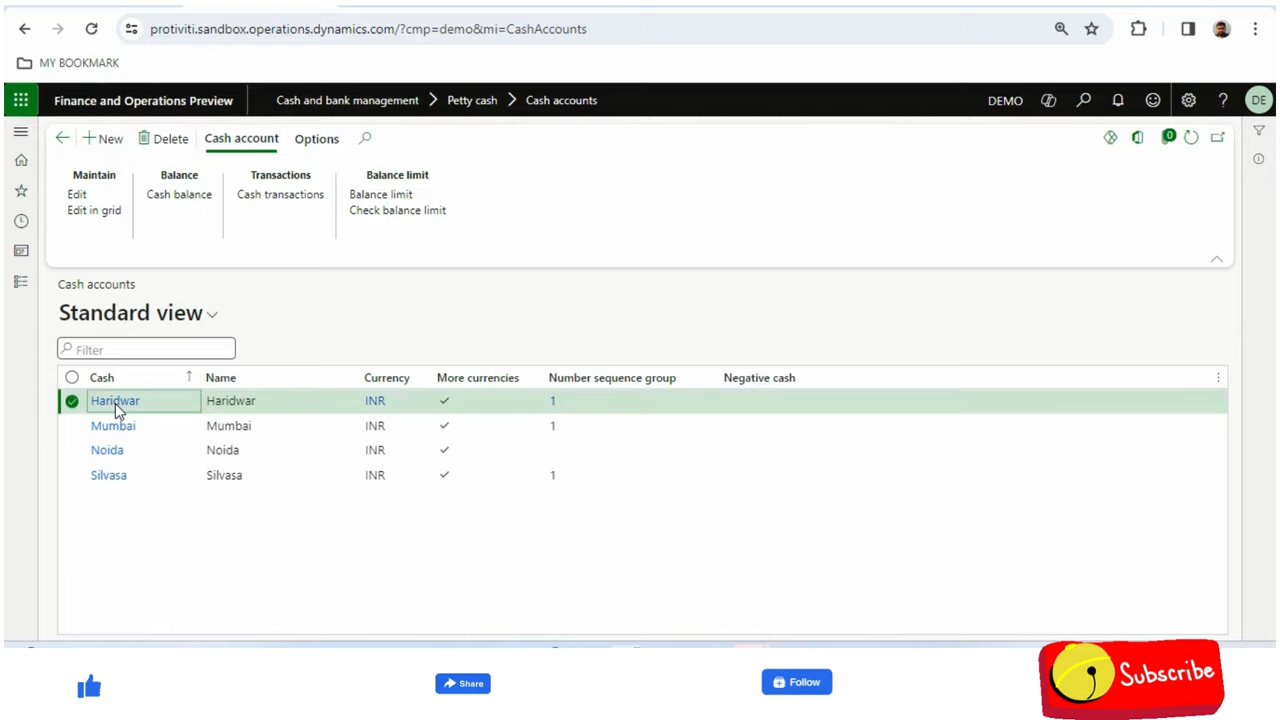 protiviti.sandbox.operations.dynamics.com/?cmp=demo&mi=CashAccounts
MY BOOKMARK
Finance and Operations Preview
Cash and bank management
Petty cash
Cash accounts
DEMO
DE
New
Delete
Cash account
Options
0
Maintain
Balance
Transactions
Balance limit
Edit
Cash balance
Cash transactions
Balance limit
Edit in grid
Check balance limit
Cash accounts
Standard view
Filter
Cash Name Currency More currencies Number sequence group Negative cash
Haridwar Haridwar INR 1
Mumbai Mumbai INR 1
Noida Noida INR
Silvasa Silvasa INR 1
Share
Follow
Subscribe